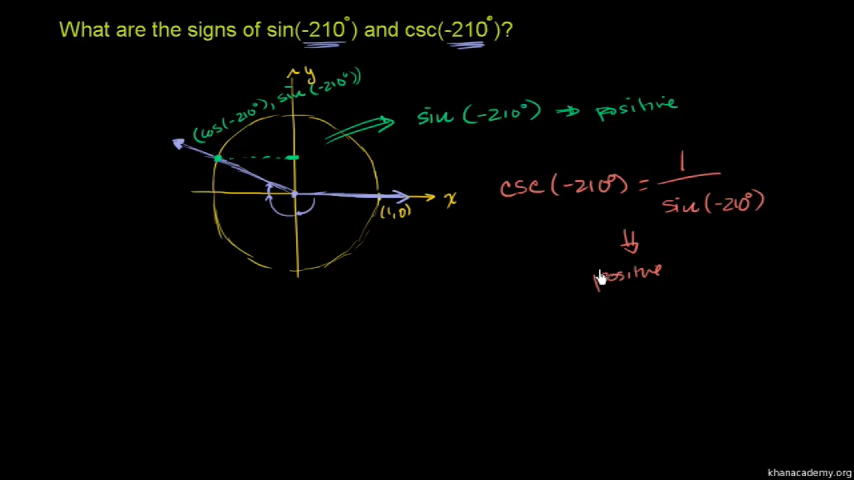 What are the signs of sin(-210°) and csc(-210°)?
y
(cos(-210°), sin(-210°))
sin(-210°) ⇒ positive
csc(-210°) = 1
sin(-210°)
x
(1,0)
positive
khanacademy.org